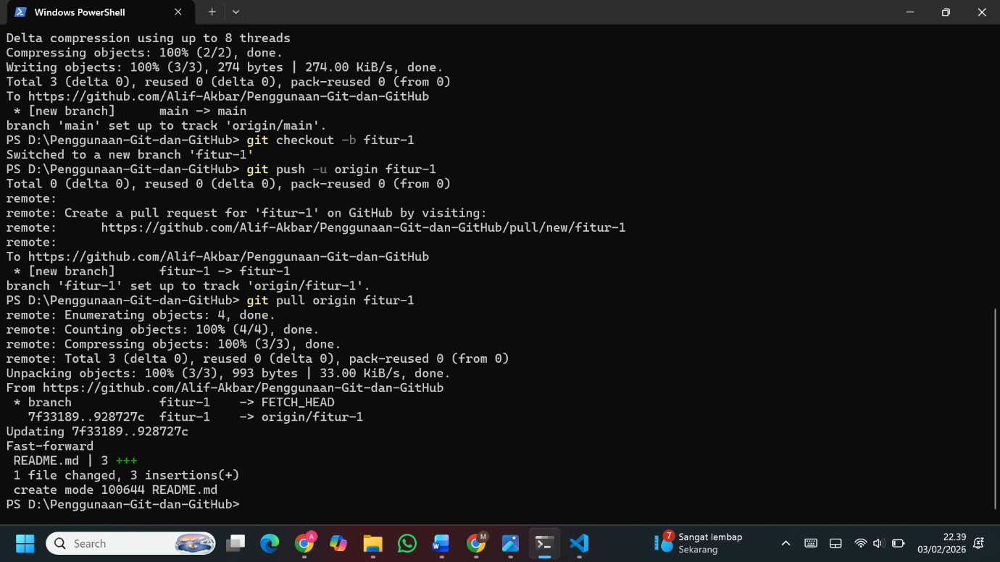 Windows PowerShell
Delta compression using up to 8 threads
Compressing objects: 100% (2/2), done.
Writing objects: 100% (3/3), 274 bytes | 274.00 KiB/s, done.
Total 3 (delta 0), reused 0 (delta 0), pack-reused 0 (from 0)
To https://github.com/Alif-Akbar/Penggunaan-Git-dan-GitHub
 * [new branch]      main -> main
branch 'main' set up to track 'origin/main'.
PS D:\Penggunaan-Git-dan-GitHub> git checkout -b fitur-1
Switched to a new branch 'fitur-1'
PS D:\Penggunaan-Git-dan-GitHub> git push -u origin fitur-1
Total 0 (delta 0), reused 0 (delta 0), pack-reused 0 (from 0)
remote:
remote: Create a pull request for 'fitur-1' on GitHub by visiting:
remote:      https://github.com/Alif-Akbar/Penggunaan-Git-dan-GitHub/pull/new/fitur-1
remote:
To https://github.com/Alif-Akbar/Penggunaan-Git-dan-GitHub
 * [new branch]      fitur-1 -> fitur-1
branch 'fitur-1' set up to track 'origin/fitur-1'.
PS D:\Penggunaan-Git-dan-GitHub> git pull origin fitur-1
remote: Enumerating objects: 4, done.
remote: Counting objects: 100% (4/4), done.
remote: Compressing objects: 100% (3/3), done.
remote: Total 3 (delta 0), reused 0 (delta 0), pack-reused 0 (from 0)
Unpacking objects: 100% (3/3), 993 bytes | 33.00 KiB/s, done.
From https://github.com/Alif-Akbar/Penggunaan-Git-dan-GitHub
 * branch            fitur-1    -> FETCH_HEAD
   7f33189..928727c  fitur-1    -> origin/fitur-1
Updating 7f33189..928727c
Fast-forward
 README.md | 3 +++
 1 file changed, 3 insertions(+)
 create mode 100644 README.md
PS D:\Penggunaan-Git-dan-GitHub>
Search
A
M
7
Sangat lembap
Sekarang
22.39
03/02/2026